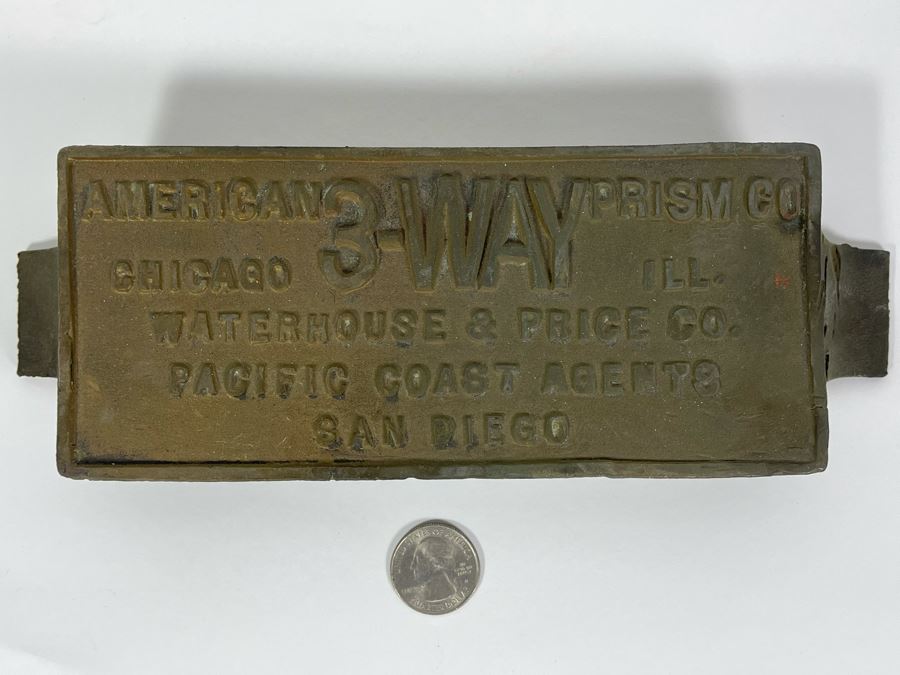 AMERICAN 3-WAY PRISM CO
CHICAGO ILL.
WATERHOUSE & PRICE CO.
PACIFIC COAST AGENTS
SAN DIEGO